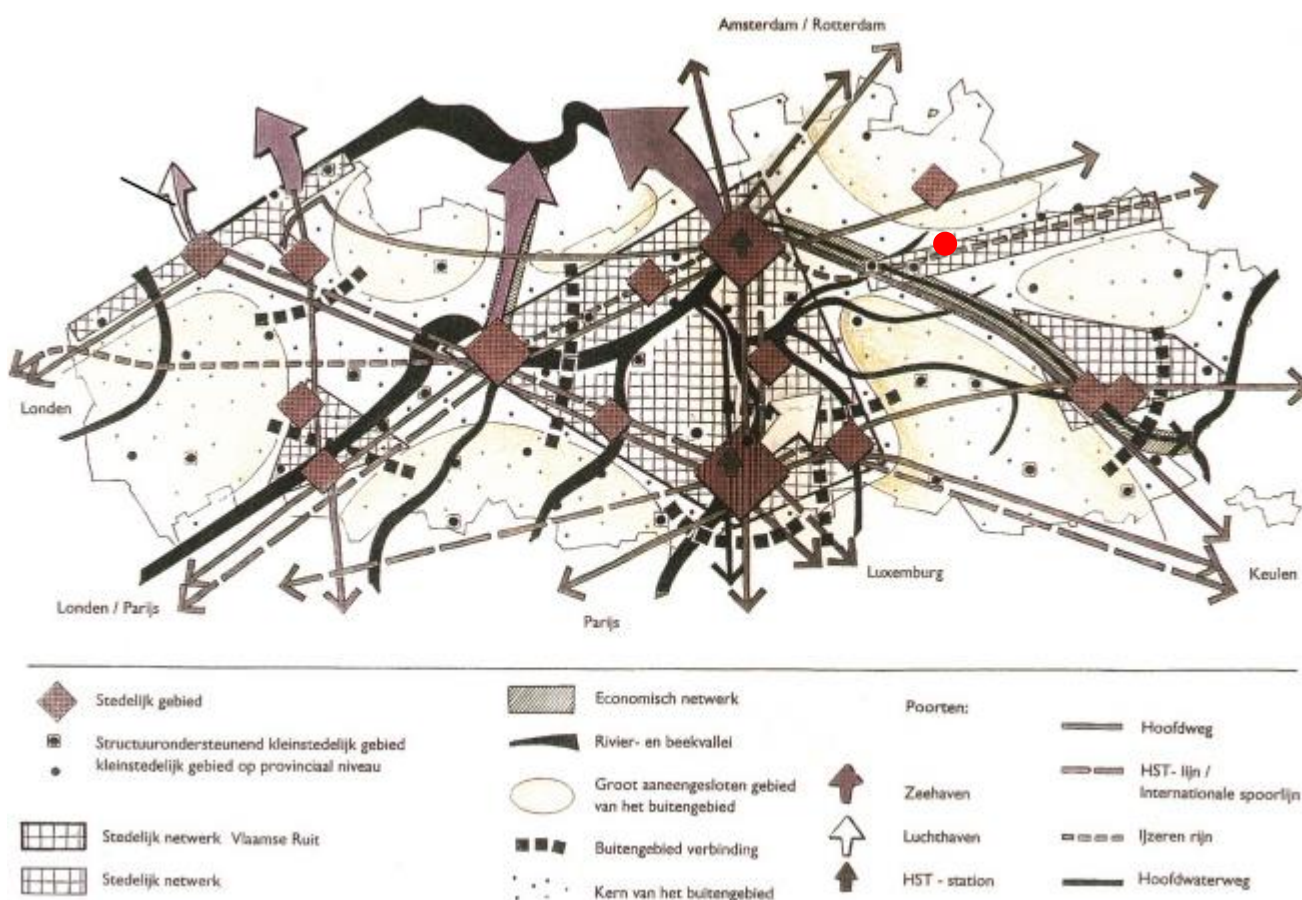 Amsterdam / Rotterdam
Londen
Luxemburg
Keulen
Londen / Parijs
Parijs
Stedelijk gebied
Structuurondersteunend kleinstedelijk gebied
kleinstedelijk gebied op provinciaal niveau
Stedelijk netwerk Vlaamse Ruit
Stedelijk netwerk
Economisch netwerk
Rivier- en beekvallei
Groot aaneengesloten gebied
van het buitengebied
Buitengebied verbinding
Kern van het buitengebied
Poorten:
Zeehaven
Luchthaven
HST - station
Hoofdweg
HST- lijn /
Internationale spoorlijn
IJzeren rijn
Hoofdwaterweg